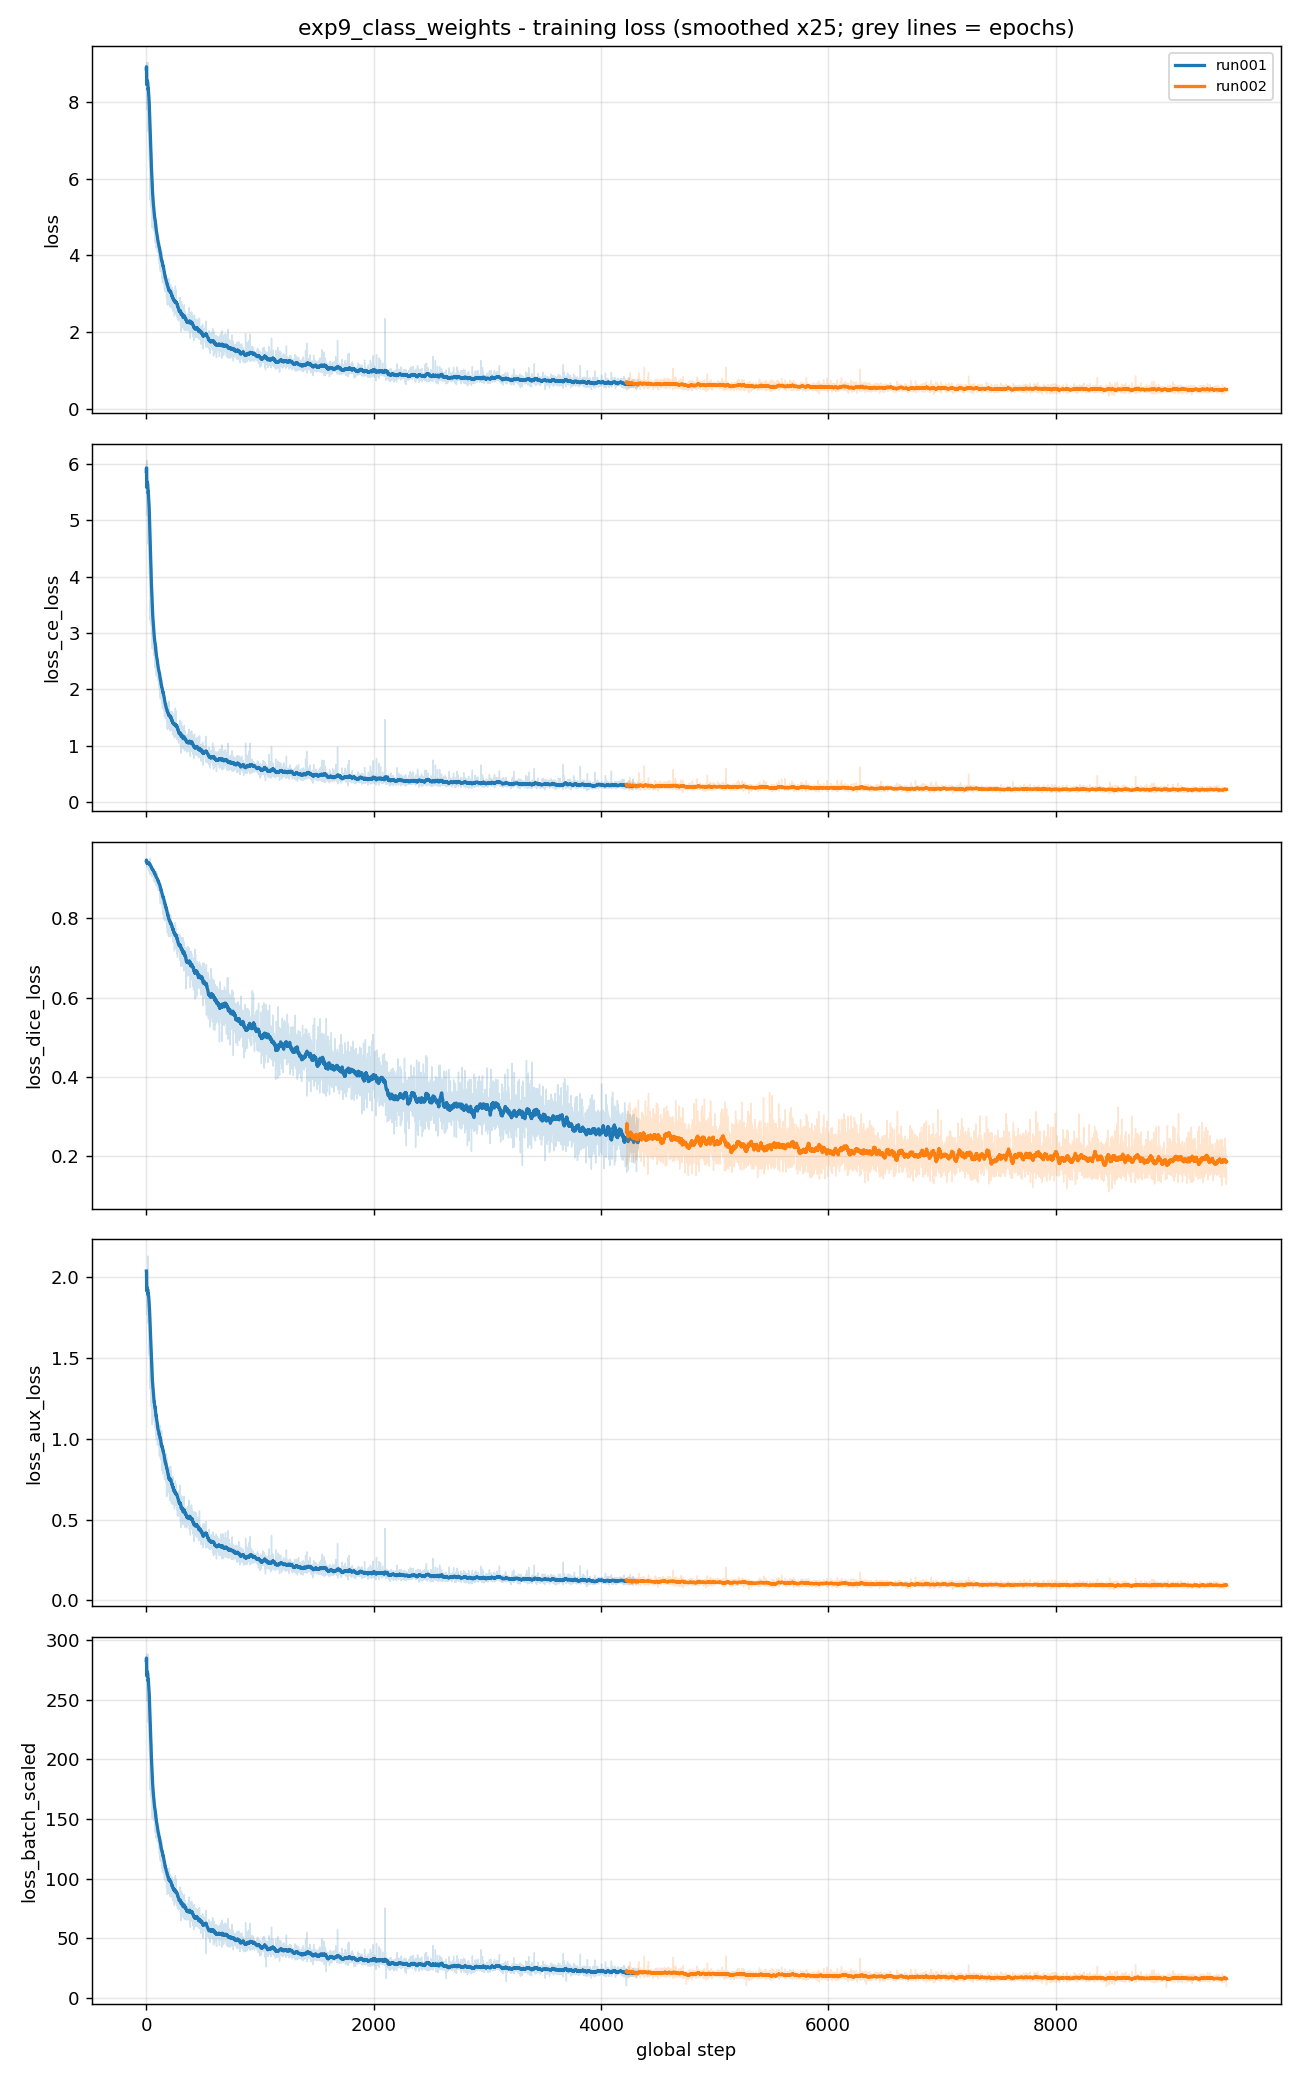 exp9_class_weights - training loss (smoothed x25; grey lines = epochs)
run001
run002
loss
8
6
4
2
0
loss_ce_loss
6
5
4
3
2
1
0
loss_dice_loss
0.8
0.6
0.4
0.2
loss_aux_loss
2.0
1.5
1.0
0.5
0.0
loss_batch_scaled
300
250
200
150
100
50
0
0 2000 4000 6000 8000
global step